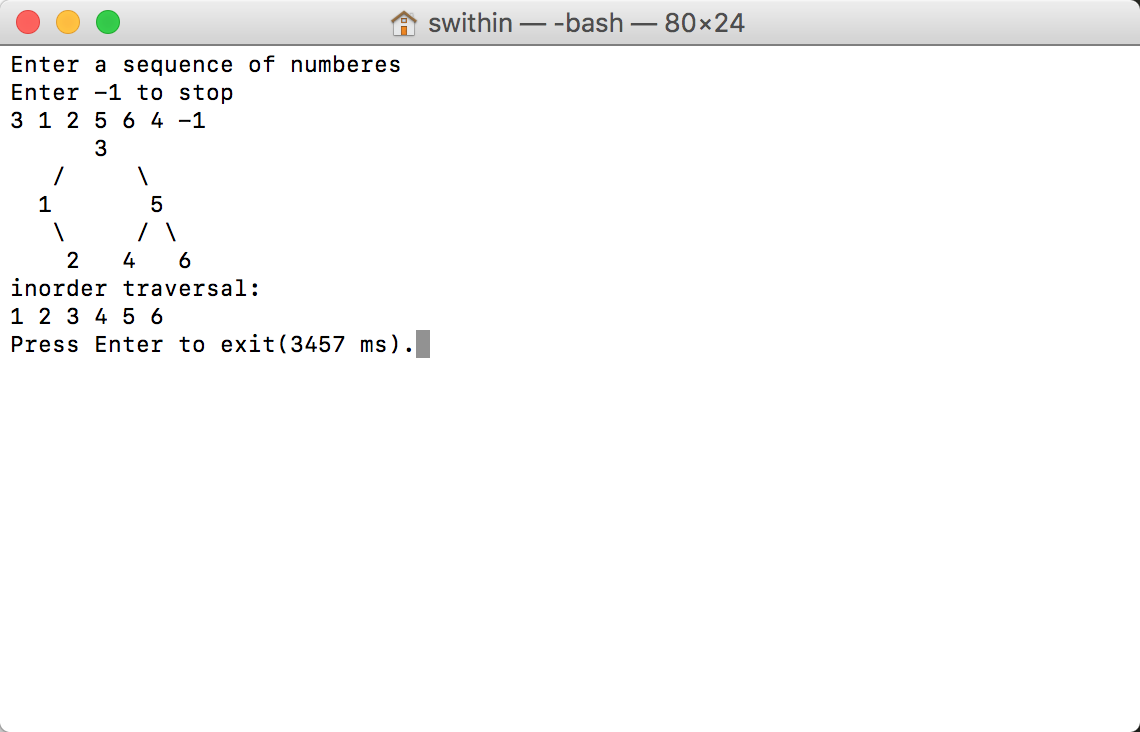 swithin — -bash — 80×24
Enter a sequence of numberes
Enter -1 to stop
3 1 2 5 6 4 -1
      3
   /     \
  1       5
   \     / \
    2   4   6
inorder traversal:
1 2 3 4 5 6
Press Enter to exit(3457 ms).